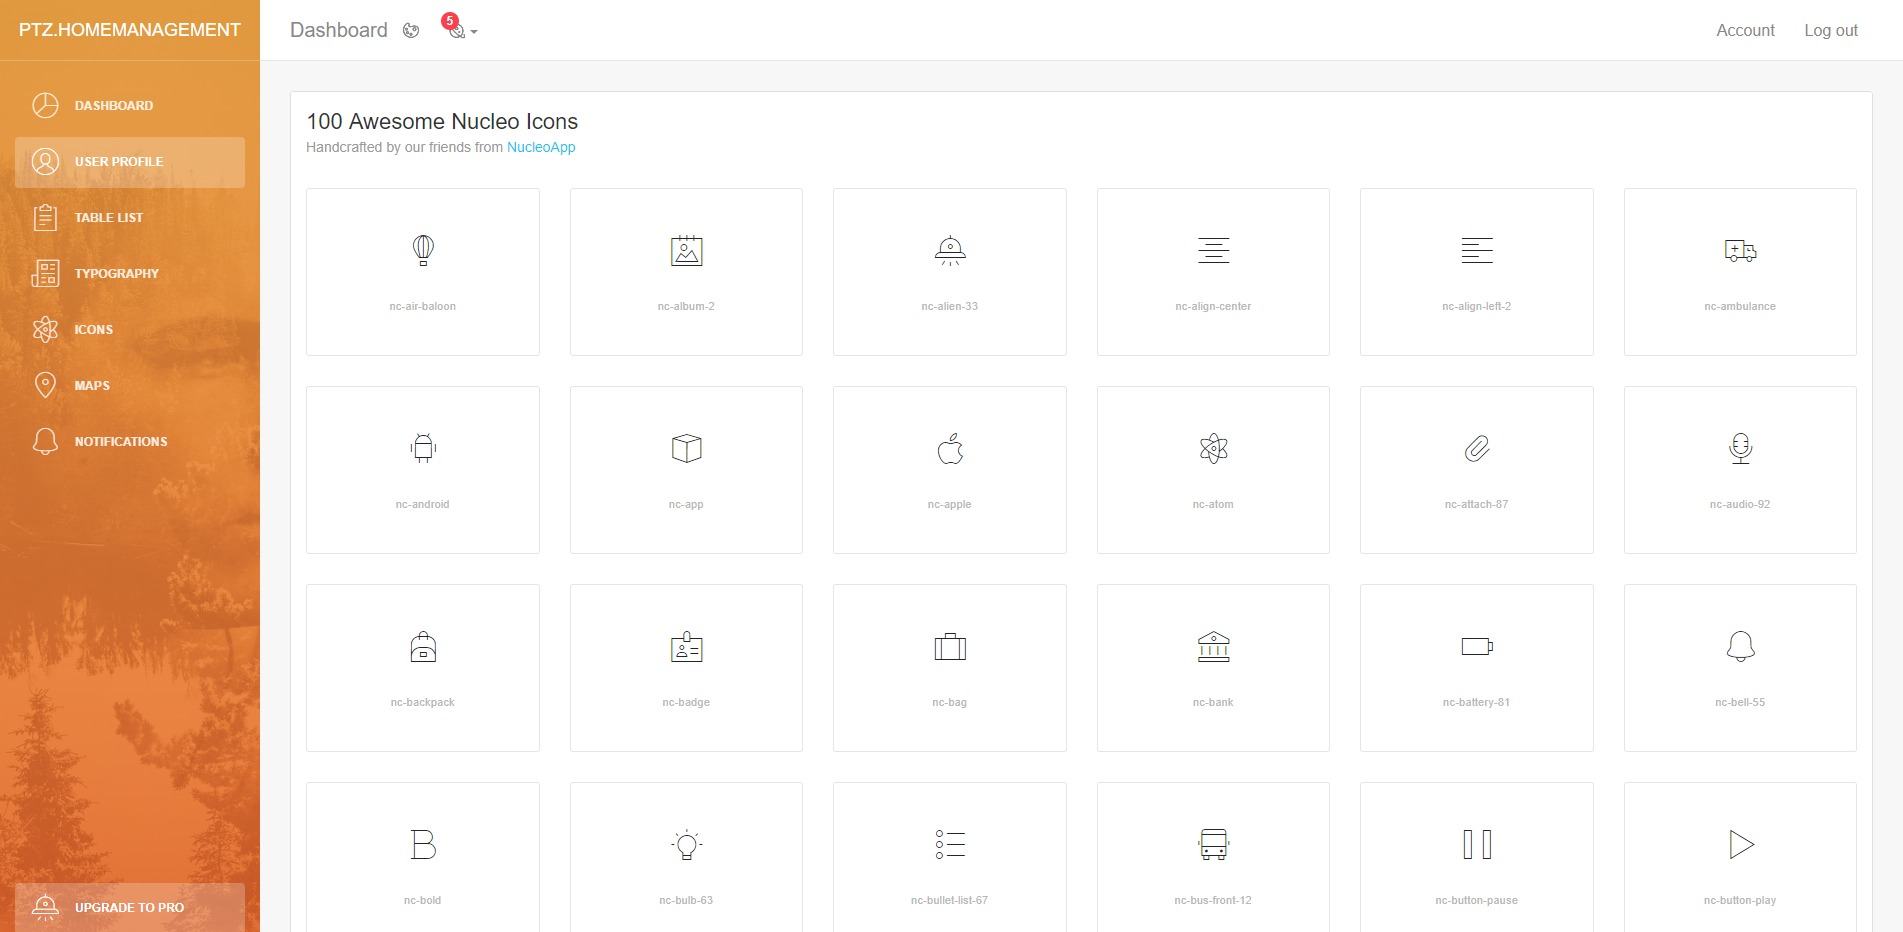 PTZ.HOMEMANAGEMENT
Dashboard
5
Account
Log out
DASHBOARD
USER PROFILE
TABLE LIST
TYPOGRAPHY
ICONS
MAPS
NOTIFICATIONS
UPGRADE TO PRO
100 Awesome Nucleo Icons
Handcrafted by our friends from NucleoApp
nc-air-baloon
nc-album-2
nc-alien-33
nc-align-center
nc-align-left-2
nc-ambulance
nc-android
nc-app
nc-apple
nc-atom
nc-attach-87
nc-audio-92
nc-backpack
nc-badge
nc-bag
nc-bank
nc-battery-81
nc-bell-55
nc-bold
nc-bulb-63
nc-bullet-list-67
nc-bus-front-12
nc-button-pause
nc-button-play